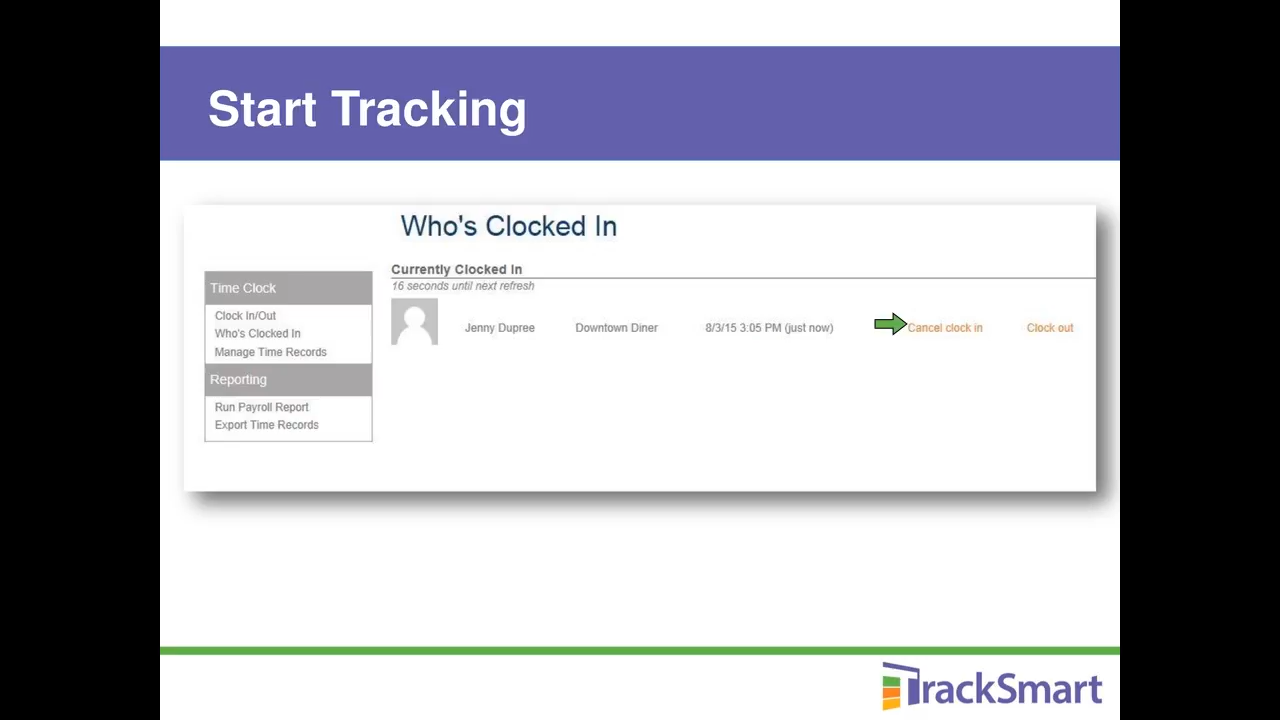 Start Tracking
Who's Clocked In
Currently Clocked In
16 seconds until next refresh
Time Clock
Clock In/Out
Who's Clocked In
Manage Time Records
Reporting
Run Payroll Report
Export Time Records
Jenny Dupree Downtown Diner 8/3/15 3:05 PM (just now) Cancel clock in Clock out
TrackSmart